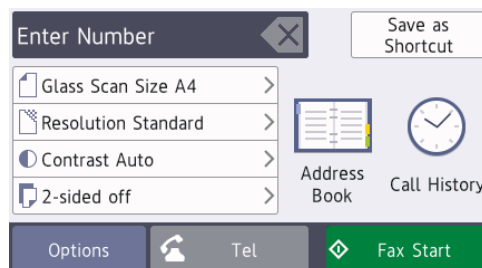 Enter Number
Save as
Shortcut
Glass Scan Size A4
Resolution Standard
Contrast Auto
2-sided off
Address
Book
Call History
Options
Tel
Fax Start